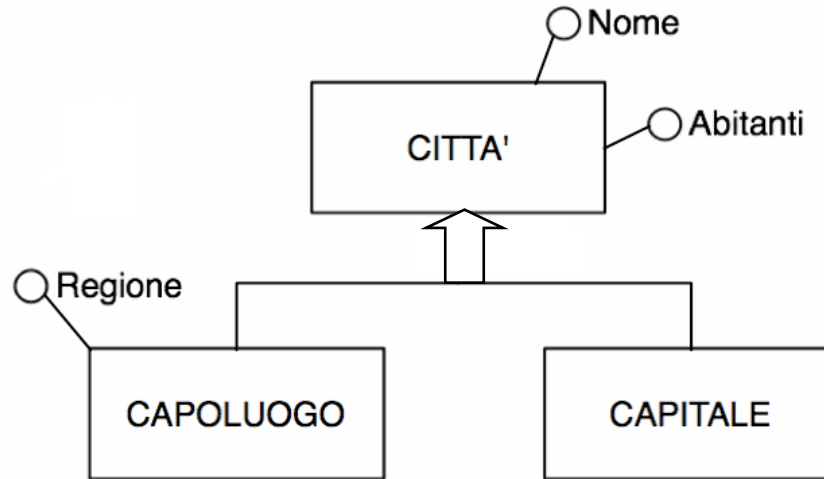 Nome
Abitanti
CITTA'
Regione
CAPOLUOGO
CAPITALE